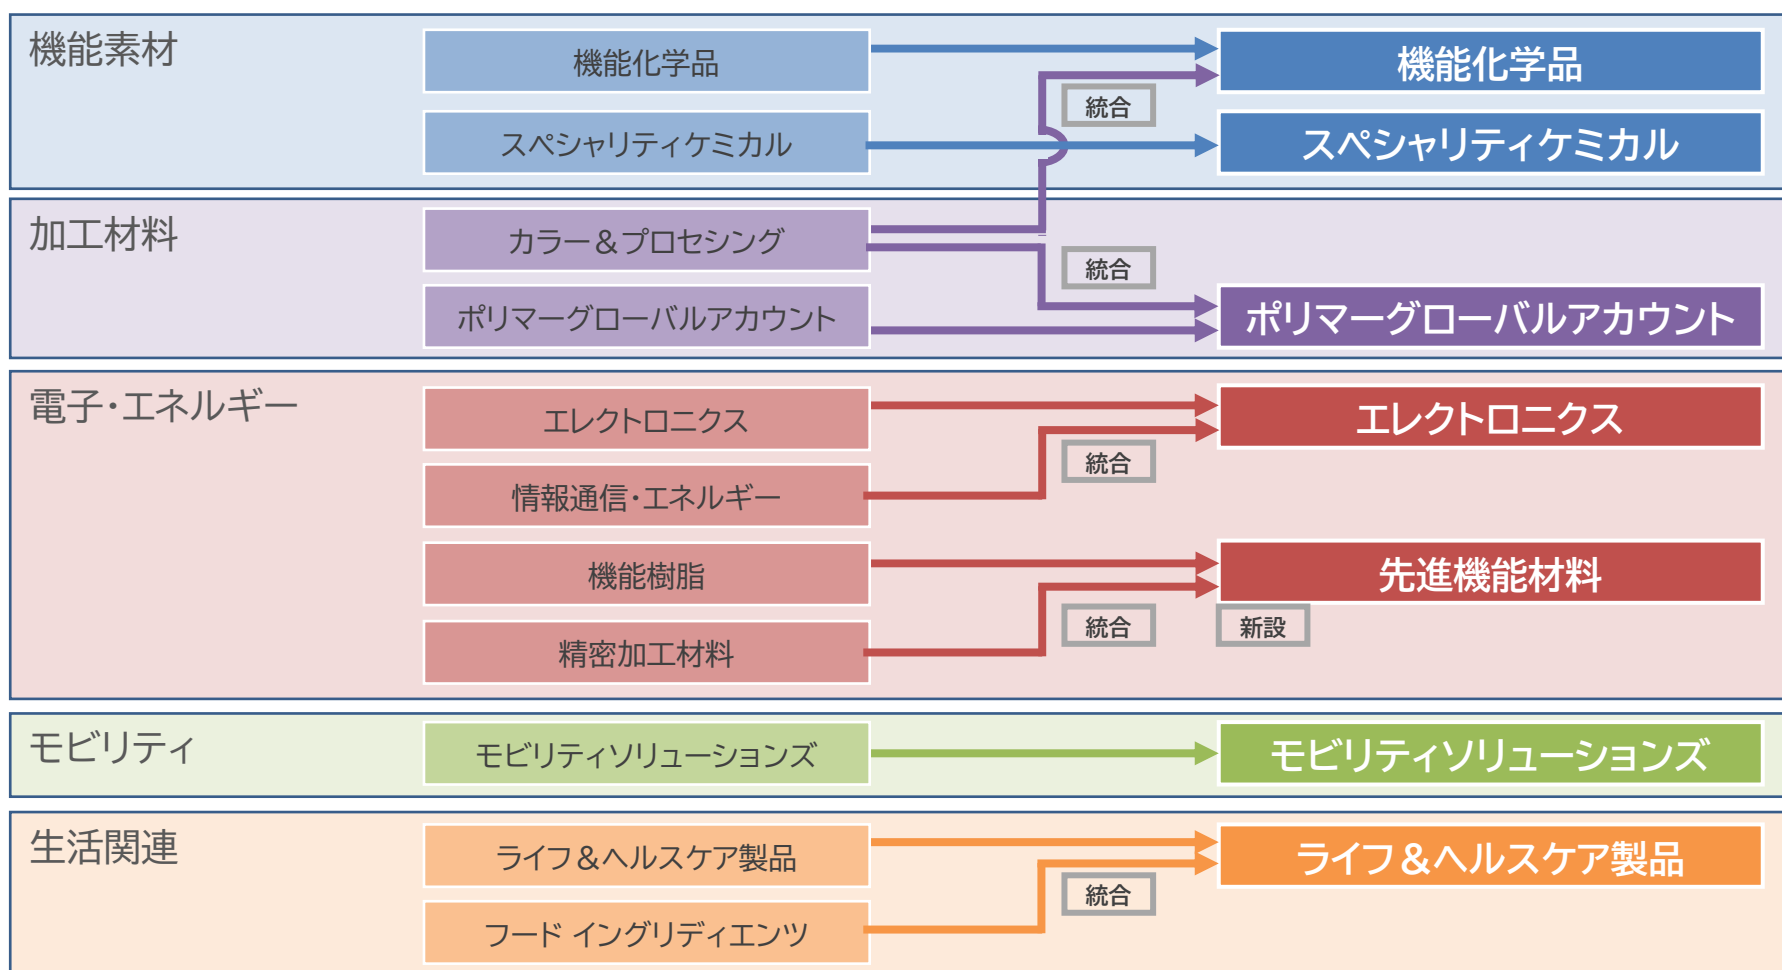 機能素材
機能化学品
機能化学品
統合
スペシャリティケミカル
スペシャリティケミカル
加工材料
カラー&プロセシング
統合
ポリマーグローバルアカウント
ポリマーグローバルアカウント
電子・エネルギー
エレクトロニクス
エレクトロニクス
統合
情報通信・エネルギー
機能樹脂
先進機能材料
統合
新設
精密加工材料
モビリティ
モビリティソリューションズ
モビリティソリューションズ
生活関連
ライフ&ヘルスケア製品
ライフ&ヘルスケア製品
統合
フード イングリディエンツ